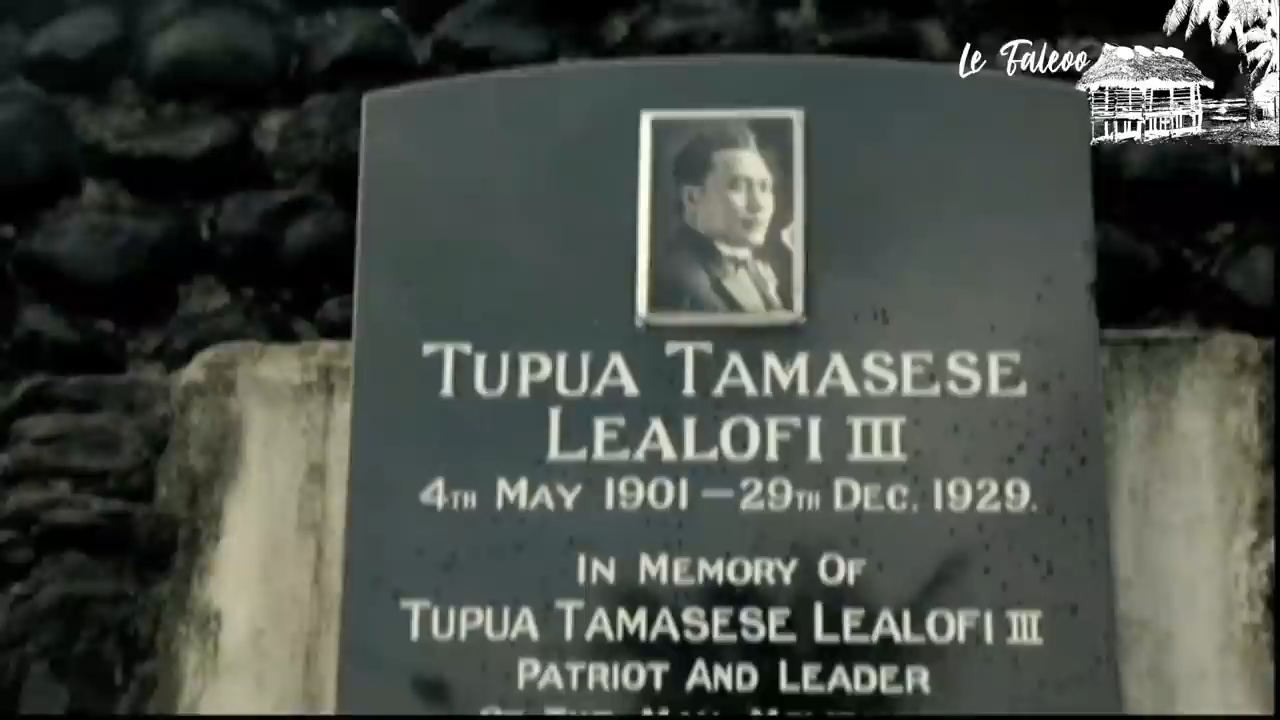 Le Faleoo
TUPUA TAMASESE
LEALOFI III
4TH MAY 1901 – 29TH DEC. 1929.
IN MEMORY OF
TUPUA TAMASESE LEALOFI III
PATRIOT AND LEADER